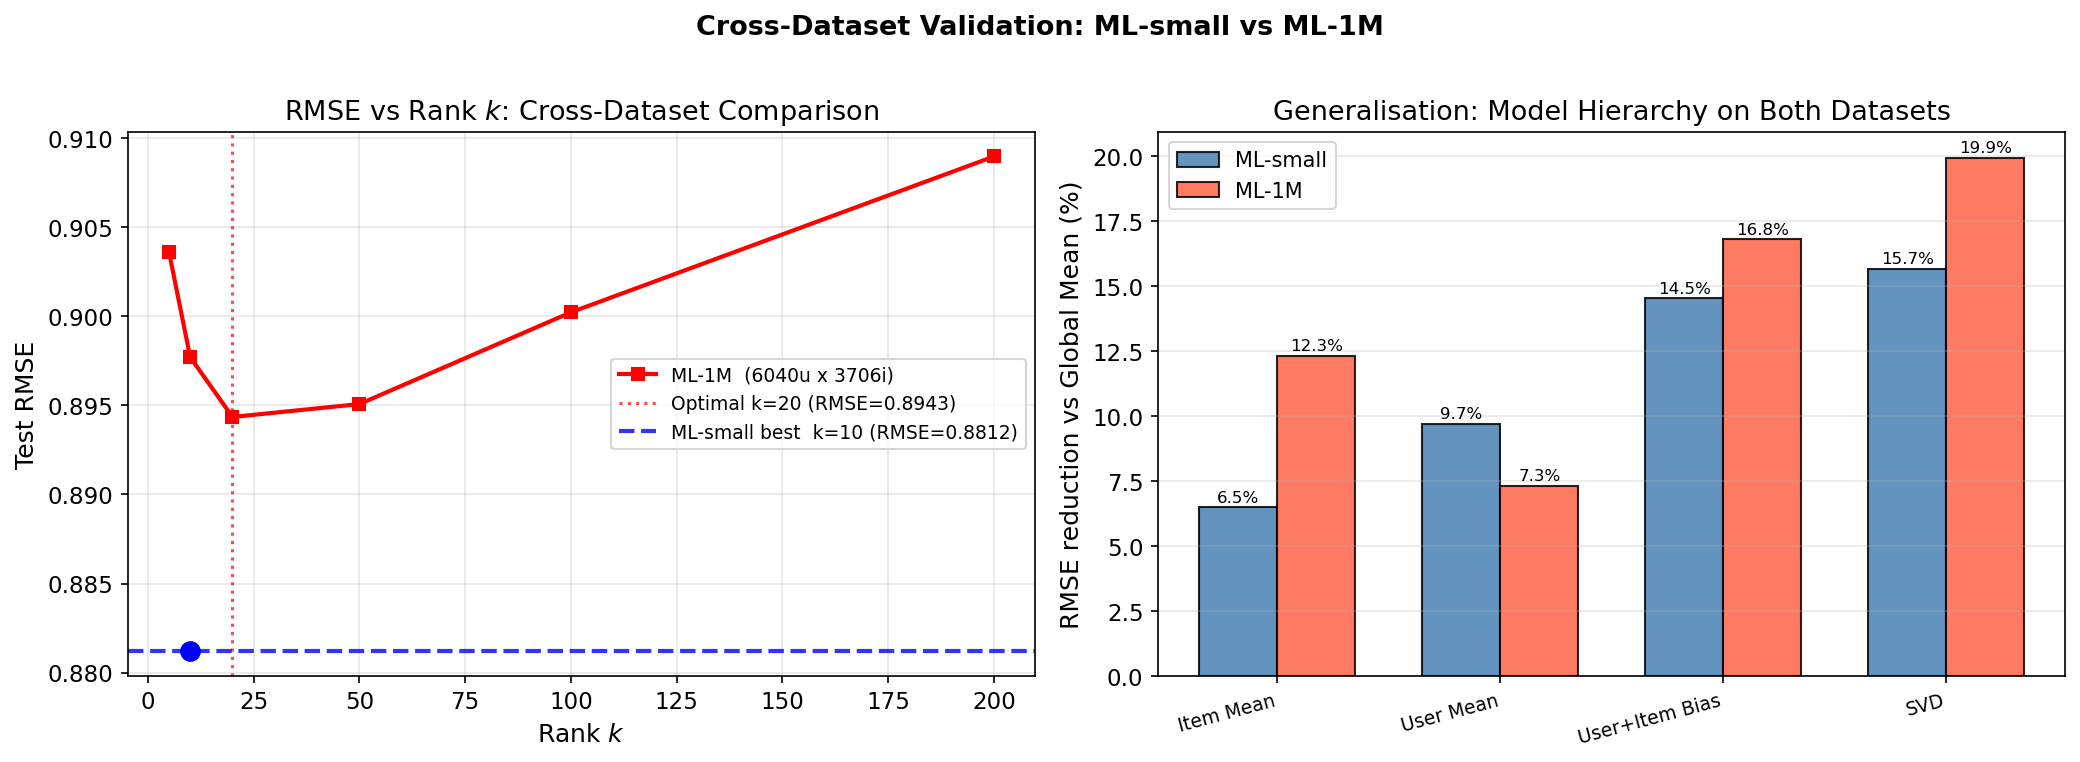 Cross-Dataset Validation: ML-small vs ML-1M
RMSE vs Rank k: Cross-Dataset Comparison
Test RMSE
0.910
0.905
0.900
0.895
0.890
0.885
0.880
ML-1M (6040u x 3706i)
Optimal k=20 (RMSE=0.8943)
ML-small best k=10 (RMSE=0.8812)
0 25 50 75 100 125 150 175 200
Rank k
Generalisation: Model Hierarchy on Both Datasets
RMSE reduction vs Global Mean (%)
20.0
17.5
15.0
12.5
10.0
7.5
5.0
2.5
0.0
ML-small
ML-1M
6.5%
12.3%
9.7%
7.3%
14.5%
16.8%
15.7%
19.9%
Item Mean
User Mean
User+Item Bias
SVD